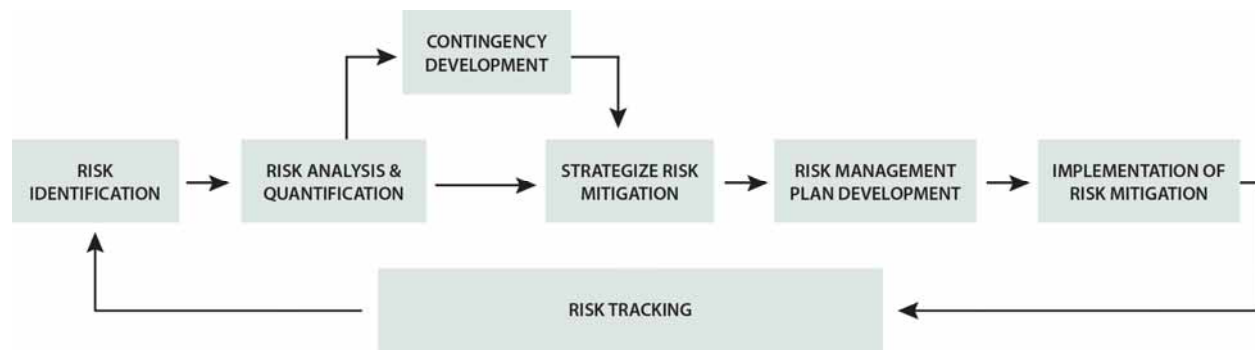 CONTINGENCY
DEVELOPMENT
RISK
IDENTIFICATION
RISK ANALYSIS &
QUANTIFICATION
STRATEGIZE RISK
MITIGATION
RISK MANAGEMENT
PLAN DEVELOPMENT
IMPLEMENTATION OF
RISK MITIGATION
RISK TRACKING